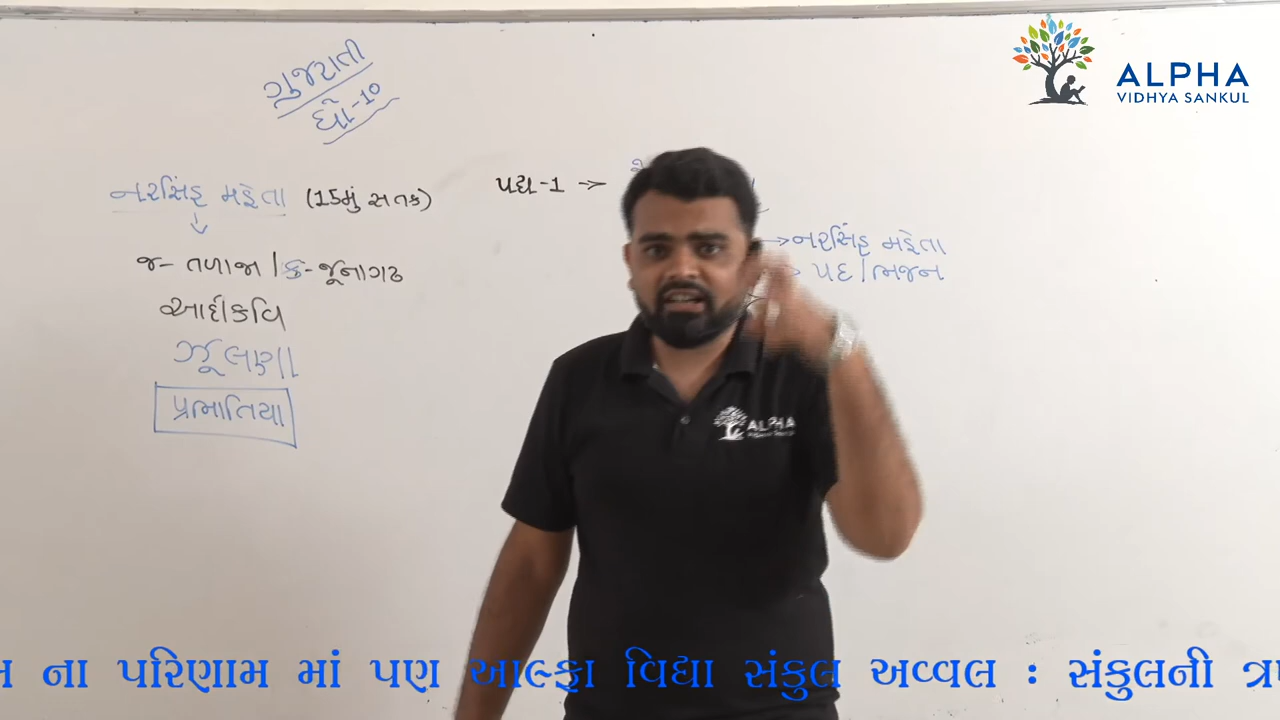 ગુજરાતી
ધો-૧૦
ALPHA
VIDHYA SANKUL
નરસિંહ મહેતા (15મું સતક)
જ- તળાજા / ક-જૂનાગઢ
આદીકવિ
ઝૂલણા
પ્રભાતિયા
પદ્ય-1 →
→ નરસિંહ મહેતા
પદ / ભજન
ALPHA
ના પરિણામ માં પણ આલ્ફા વિદ્યા સંકુલ અવ્વલ : સંકુલની